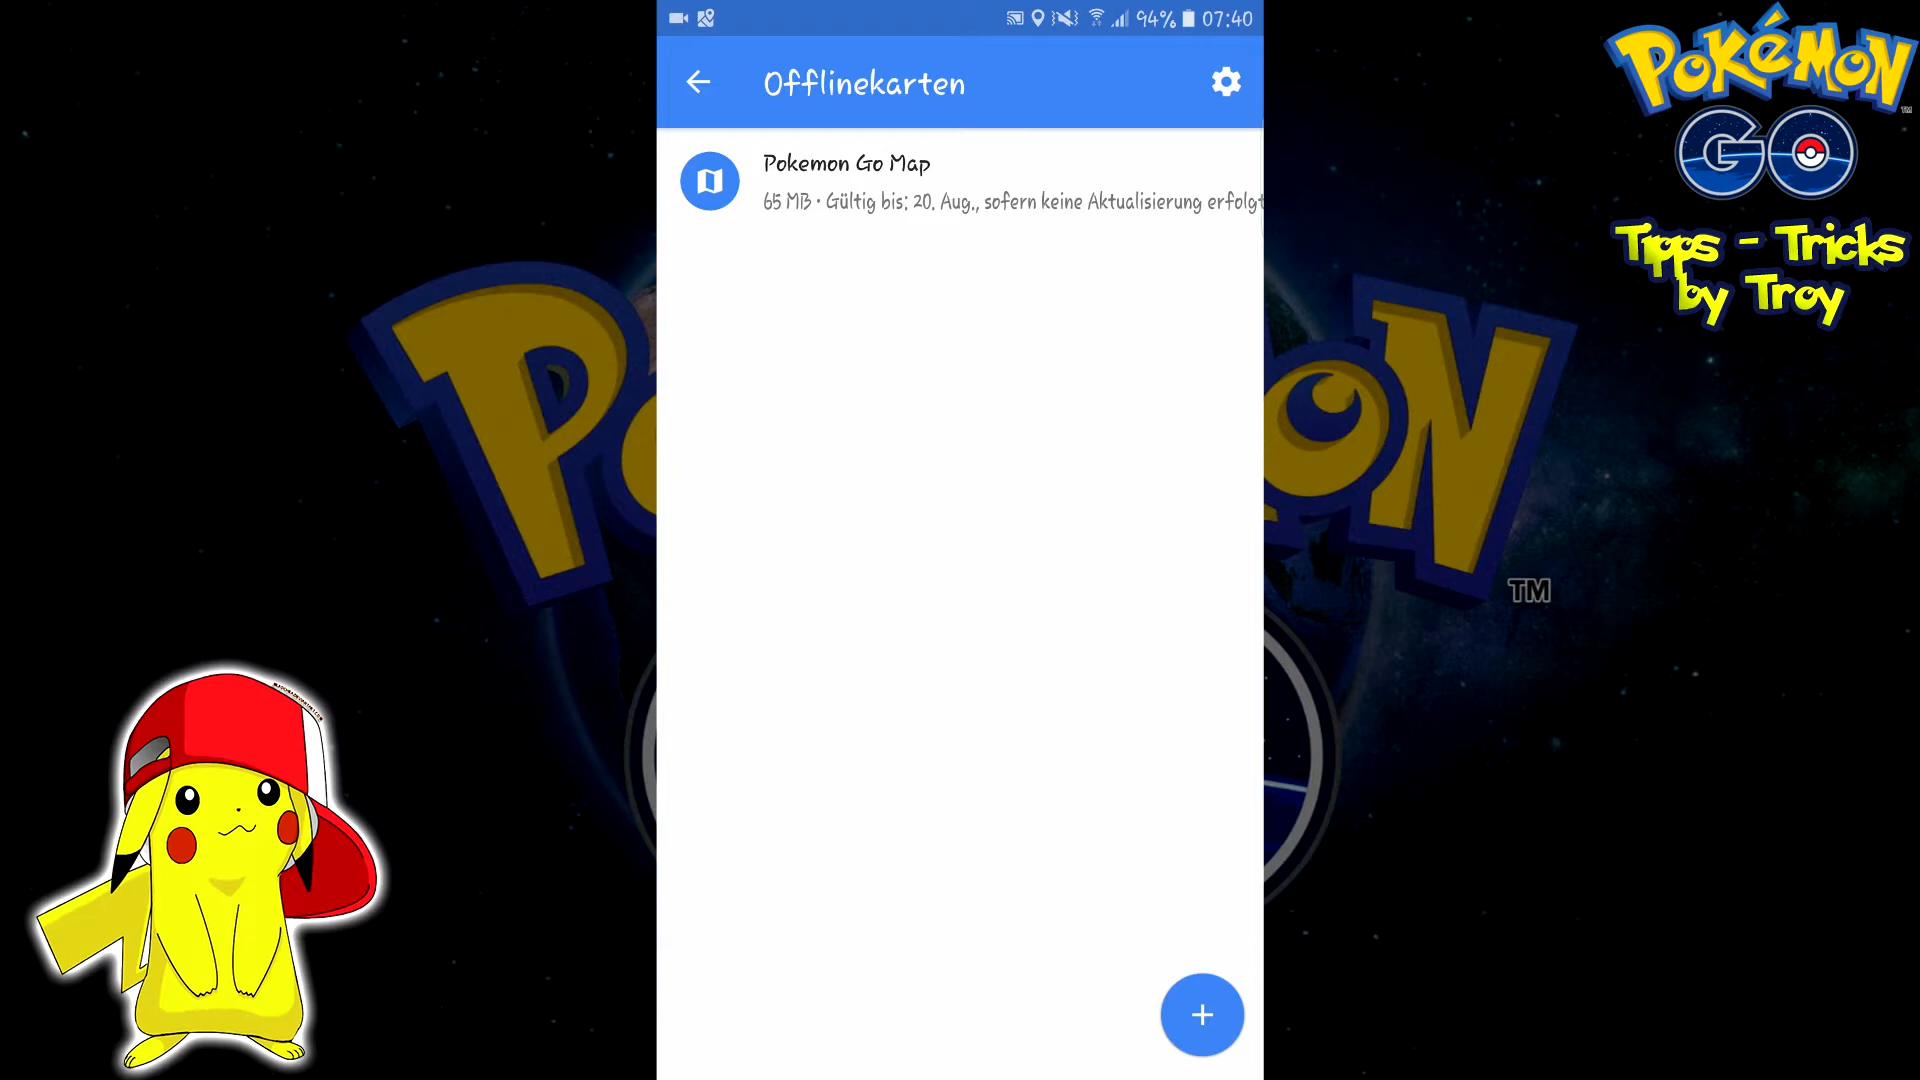 94% 07:40
Offlinekarten
Pokemon Go Map
65 MB • Gültig bis: 20. Aug., sofern keine Aktualisierung erfolgt
POKéMON
TM
GO
Tipps - Tricks
by Troy
TM